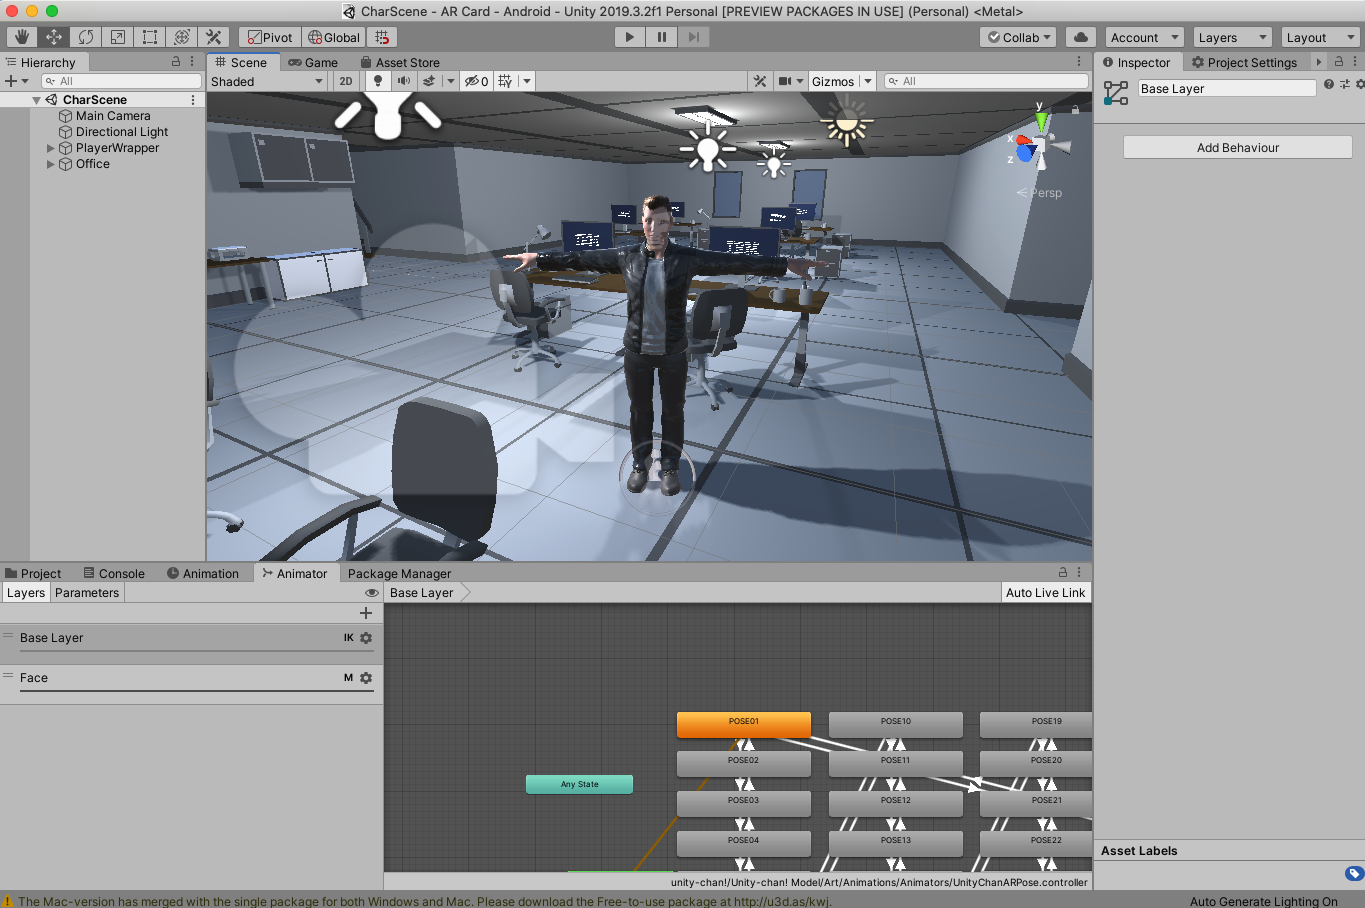 CharScene - AR Card - Android - Unity 2019.3.2f1 Personal [PREVIEW PACKAGES IN USE] (Personal) <Metal>
Pivot Global Collab Account Layers Layout
Hierarchy
All
CharScene
Main Camera
Directional Light
PlayerWrapper
Office
Scene Game Asset Store
Shaded 2D 0 Gizmos All
y
x
z
Persp
Inspector Project Settings
Base Layer
Add Behaviour
Asset Labels
Project Console Animation Animator Package Manager
Layers Parameters Base Layer Auto Live Link
Base Layer IK
Face M
POSE01 POSE10 POSE19
POSE02 POSE11 POSE20
Any State
POSE03 POSE12 POSE21
POSE04 POSE13 POSE22
unity-chan!/Unity-chan! Model/Art/Animations/Animators/UnityChanARPose.controller
The Mac-version has merged with the single package for both Windows and Mac. Please download the Free-to-use package at http://u3d.as/kwj.
Auto Generate Lighting On